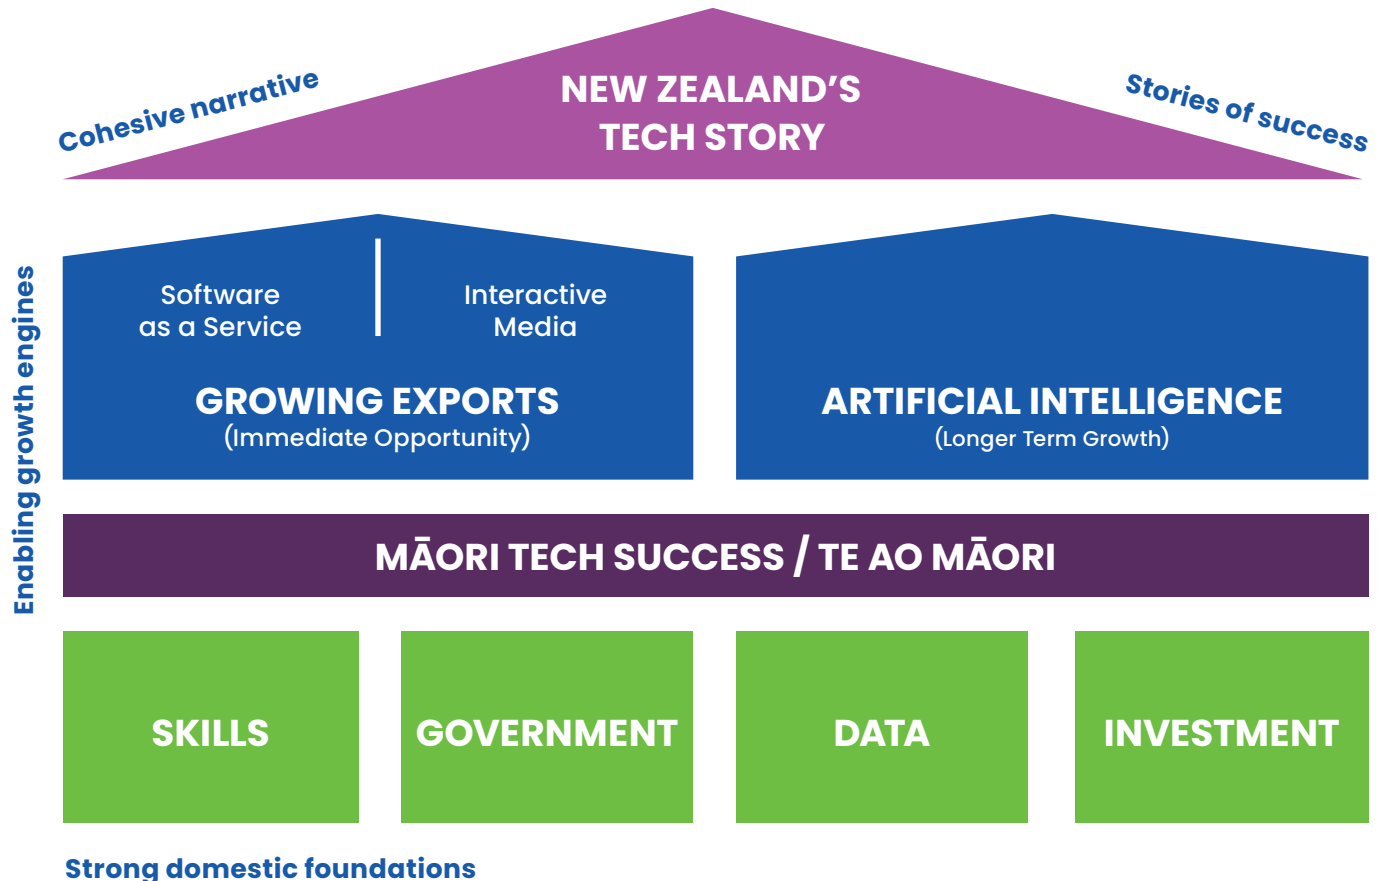 Cohesive narrative
Stories of success
NEW ZEALAND’S
TECH STORY
Enabling growth engines
Software
as a Service
Interactive
Media
GROWING EXPORTS
(Immediate Opportunity)
ARTIFICIAL INTELLIGENCE
(Longer Term Growth)
MĀORI TECH SUCCESS / TE AO MĀORI
SKILLS
GOVERNMENT
DATA
INVESTMENT
Strong domestic foundations